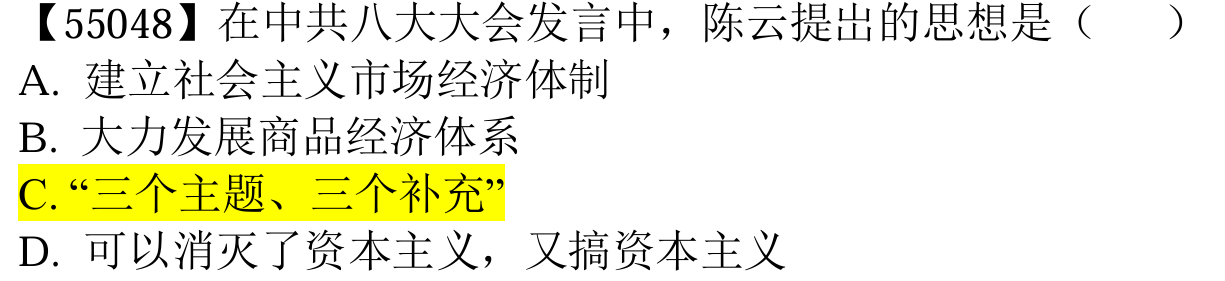 【55048】在中共八大大会发言中，陈云提出的思想是（　　）
A. 建立社会主义市场经济体制
B. 大力发展商品经济体系
C. “三个主题、三个补充”
D. 可以消灭了资本主义，又搞资本主义